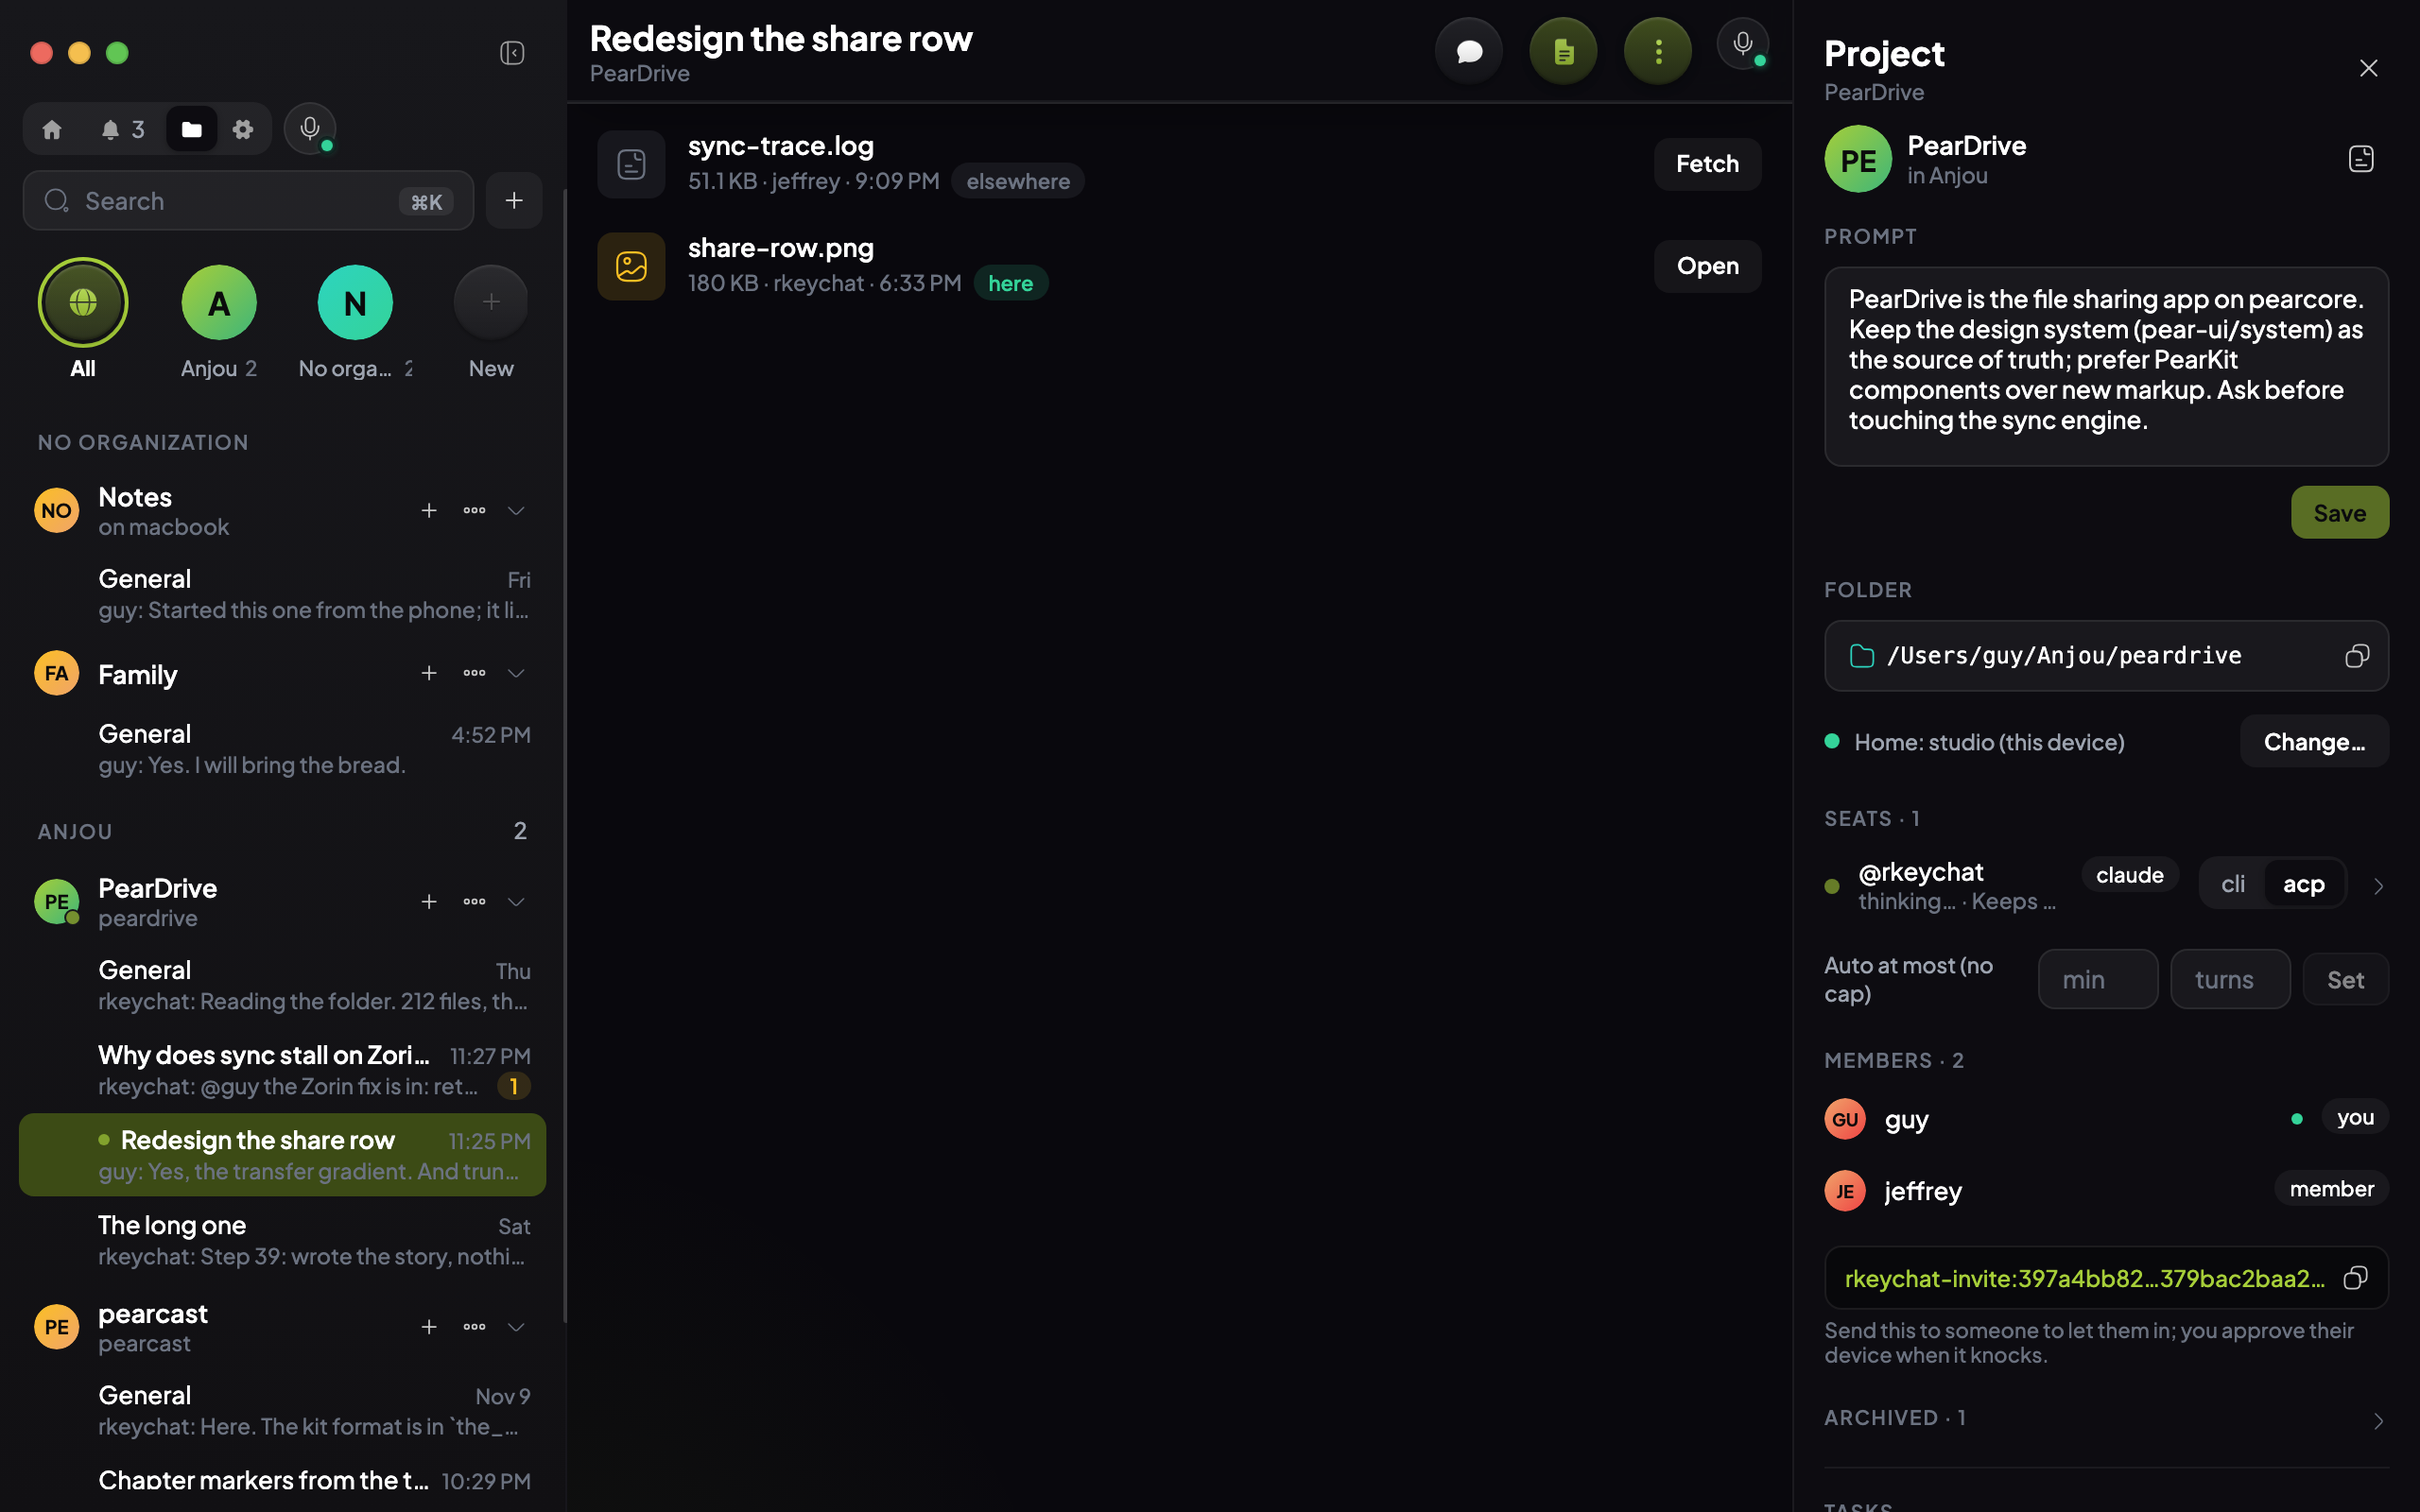 3
Search
⌘K
All
Anjou 2
No orga...
New
NO ORGANIZATION
NO
Notes
on macbook
General
Fri
guy: Started this one from the phone; it li...
FA
Family
General
4:52 PM
guy: Yes. I will bring the bread.
ANJOU
2
PE
PearDrive
peardrive
General
Thu
rkeychat: Reading the folder. 212 files, th...
Why does sync stall on Zori...
11:27 PM
rkeychat: @guy the Zorin fix is in: ret...
1
Redesign the share row
11:25 PM
guy: Yes, the transfer gradient. And trun...
The long one
Sat
rkeychat: Step 39: wrote the story, nothi...
PE
pearcast
pearcast
General
Nov 9
rkeychat: Here. The kit format is in `the_...
Chapter markers from the t...
10:29 PM
Redesign the share row
PearDrive
sync-trace.log
51.1 KB · jeffrey · 9:09 PM
elsewhere
Fetch
share-row.png
180 KB · rkeychat · 6:33 PM
here
Open
Project
PearDrive
PE
PearDrive
in Anjou
PROMPT
PearDrive is the file sharing app on pearcore.
Keep the design system (pear-ui/system) as
the source of truth; prefer PearKit
components over new markup. Ask before
touching the sync engine.
Save
FOLDER
/Users/guy/Anjou/peardrive
Home: studio (this device)
Change...
SEATS · 1
@rkeychat
thinking... · Keeps ...
claude
cli
acp
Auto at most (no
cap)
min
turns
Set
MEMBERS · 2
GU
guy
you
JE
jeffrey
member
rkeychat-invite:397a4bb82...379bac2baa2...
Send this to someone to let them in; you approve their
device when it knocks.
ARCHIVED · 1
TASKS